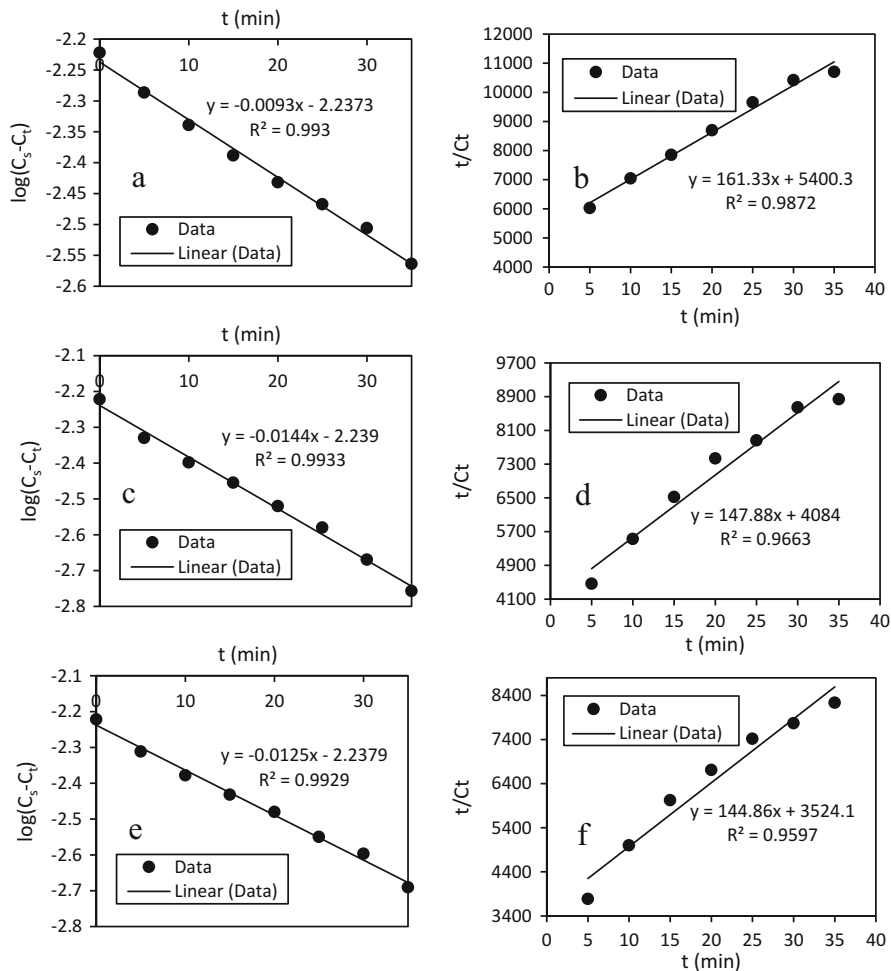 t (min)
0
10
20
30
-2.2
-2.25
-2.3
-2.35
-2.4
-2.45
-2.5
-2.55
-2.6
log(Cs-Ct)
y = -0.0093x - 2.2373
R² = 0.993
a
Data
Linear (Data)
12000
11000
10000
9000
8000
7000
6000
5000
4000
t/Ct
Data
Linear (Data)
b
y = 161.33x + 5400.3
R² = 0.9872
0
5
10
15
20
25
30
35
40
t (min)
t (min)
0
10
20
30
-2.1
-2.2
-2.3
-2.4
-2.5
-2.6
-2.7
-2.8
log(Cs-Ct)
y = -0.0144x - 2.239
R² = 0.9933
c
Data
Linear (Data)
9700
8900
8100
7300
6500
5700
4900
4100
t/Ct
Data
Linear (Data)
d
y = 147.88x + 4084
R² = 0.9663
0
5
10
15
20
25
30
35
40
t (min)
t (min)
0
10
20
30
-2.1
-2.2
-2.3
-2.4
-2.5
-2.6
-2.7
-2.8
log(Cs-Ct)
y = -0.0125x - 2.2379
R² = 0.9929
e
Data
Linear (Data)
8400
7400
6400
5400
4400
3400
t/Ct
Data
Linear (Data)
f
y = 144.86x + 3524.1
R² = 0.9597
0
5
10
15
20
25
30
35
40
t (min)